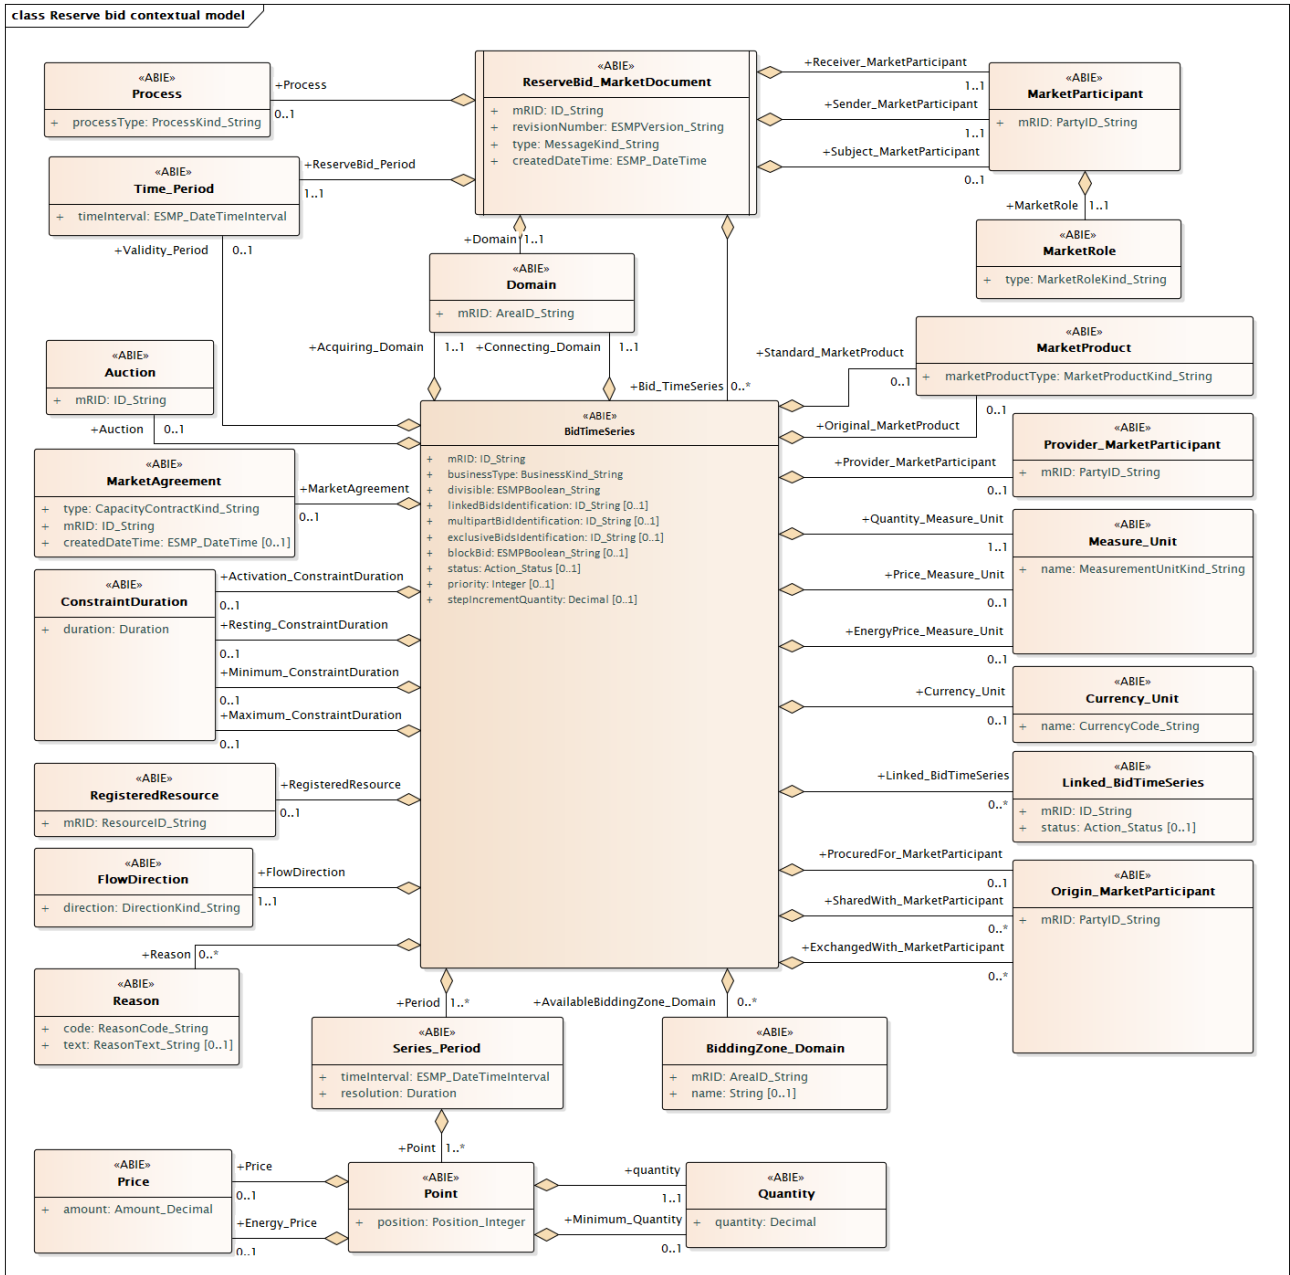 class Reserve bid contextual model
«ABIE»
Process
+ processType: ProcessKind_String
+Process
0..1
«ABIE»
ReserveBid_MarketDocument
+ mRID: ID_String
+ revisionNumber: ESMPVersion_String
+ type: MessageKind_String
+ createdDateTime: ESMP_DateTime
+Receiver_MarketParticipant
1..1
+Sender_MarketParticipant
1..1
+Subject_MarketParticipant
0..1
«ABIE»
MarketParticipant
+ mRID: PartyID_String
+MarketRole
1..1
«ABIE»
MarketRole
+ type: MarketRoleKind_String
«ABIE»
Time_Period
+ timeInterval: ESMP_DateTimeInterval
+ReserveBid_Period
1..1
+Validity_Period
0..1
+Domain
1..1
«ABIE»
Domain
+ mRID: AreaID_String
+Acquiring_Domain
1..1
+Connecting_Domain
1..1
+Bid_TimeSeries
0..*
«ABIE»
Auction
+ mRID: ID_String
+Auction
0..1
+Standard_MarketProduct
0..1
«ABIE»
MarketProduct
+ marketProductType: MarketProductKind_String
+Original_MarketProduct
0..1
«ABIE»
BidTimeSeries
+ mRID: ID_String
+ businessType: BusinessKind_String
+ divisible: ESMPBoolean_String
+ linkedBidsIdentification: ID_String [0..1]
+ multipartBidIdentification: ID_String [0..1]
+ exclusiveBidsIdentification: ID_String [0..1]
+ blockBid: ESMPBoolean_String [0..1]
+ status: Action_Status [0..1]
+ priority: Integer [0..1]
+ stepIncrementQuantity: Decimal [0..1]
«ABIE»
MarketAgreement
+ type: CapacityContractKind_String
+ mRID: ID_String
+ createdDateTime: ESMP_DateTime [0..1]
+MarketAgreement
0..1
+Provider_MarketParticipant
0..1
«ABIE»
Provider_MarketParticipant
+ mRID: PartyID_String
+Quantity_Measure_Unit
1..1
+Price_Measure_Unit
0..1
+EnergyPrice_Measure_Unit
0..1
«ABIE»
Measure_Unit
+ name: MeasurementUnitKind_String
«ABIE»
ConstraintDuration
+ duration: Duration
+Activation_ConstraintDuration
0..1
+Resting_ConstraintDuration
0..1
+Minimum_ConstraintDuration
0..1
+Maximum_ConstraintDuration
0..1
+Currency_Unit
0..1
«ABIE»
Currency_Unit
+ name: CurrencyCode_String
«ABIE»
RegisteredResource
+ mRID: ResourceID_String
+RegisteredResource
0..1
+Linked_BidTimeSeries
0..*
«ABIE»
Linked_BidTimeSeries
+ mRID: ID_String
+ status: Action_Status [0..1]
«ABIE»
FlowDirection
+ direction: DirectionKind_String
+FlowDirection
1..1
+ProcuredFor_MarketParticipant
0..1
+SharedWith_MarketParticipant
0..*
+ExchangedWith_MarketParticipant
0..*
«ABIE»
Origin_MarketParticipant
+ mRID: PartyID_String
+Reason
0..*
«ABIE»
Reason
+ code: ReasonCode_String
+ text: ReasonText_String [0..1]
+Period
1..*
+AvailableBiddingZone_Domain
0..*
«ABIE»
Series_Period
+ timeInterval: ESMP_DateTimeInterval
+ resolution: Duration
«ABIE»
BiddingZone_Domain
+ mRID: AreaID_String
+ name: String [0..1]
+Point
1..*
«ABIE»
Price
+ amount: Amount_Decimal
+Price
0..1
+Energy_Price
0..1
«ABIE»
Point
+ position: Position_Integer
+quantity
1..1
+Minimum_Quantity
0..1
«ABIE»
Quantity
+ quantity: Decimal